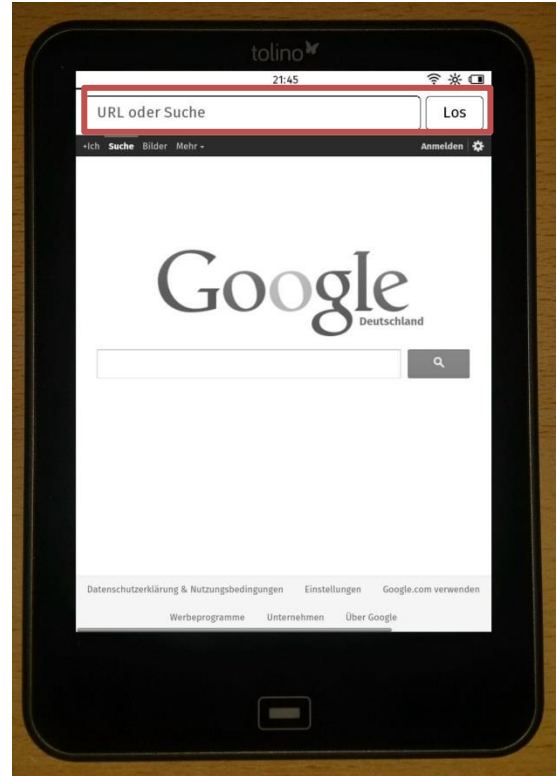 tolino
21:45
URL oder Suche Los
+Ich Suche Bilder Mehr Anmelden
Google
Deutschland
Datenschutzerklärung & Nutzungsbedingungen Einstellungen Google.com verwenden
Werbeprogramme Unternehmen Über Google